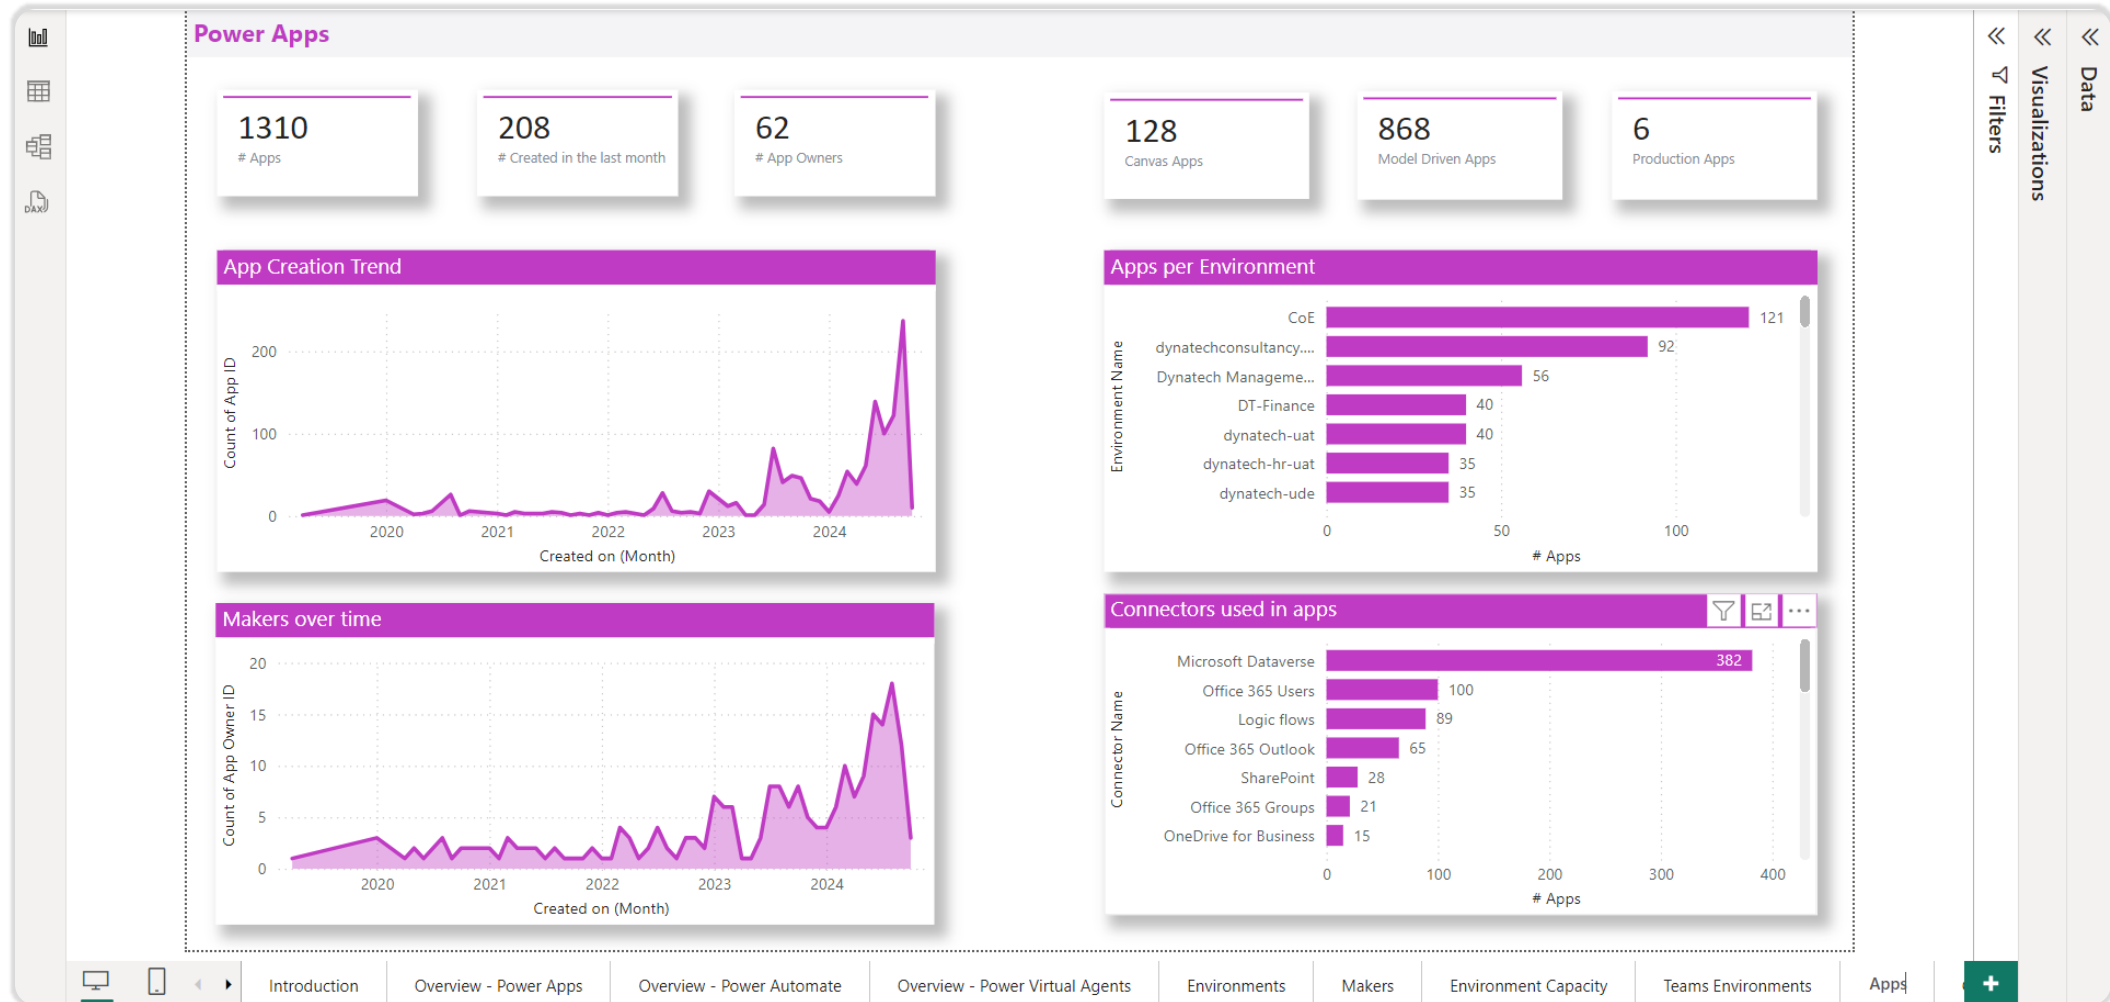 Power Apps
1310
# Apps
208
# Created in the last month
62
# App Owners
128
Canvas Apps
868
Model Driven Apps
6
Production Apps
App Creation Trend
Count of App ID
200
100
0
2020 2021 2022 2023 2024
Created on (Month)
Apps per Environment
Environment Name
CoE 121
dynatechconsultancy.... 92
Dynatech Manageme... 56
DT-Finance 40
dynatech-uat 40
dynatech-hr-uat 35
dynatech-ude 35
0 50 100
# Apps
Makers over time
Count of App Owner ID
20
15
10
5
0
2020 2021 2022 2023 2024
Created on (Month)
Connectors used in apps
Connector Name
Microsoft Dataverse 382
Office 365 Users 100
Logic flows 89
Office 365 Outlook 65
SharePoint 28
Office 365 Groups 21
OneDrive for Business 15
0 100 200 300 400
# Apps
Filters
Visualizations
Data
DAX
Introduction
Overview - Power Apps
Overview - Power Automate
Overview - Power Virtual Agents
Environments
Makers
Environment Capacity
Teams Environments
Apps